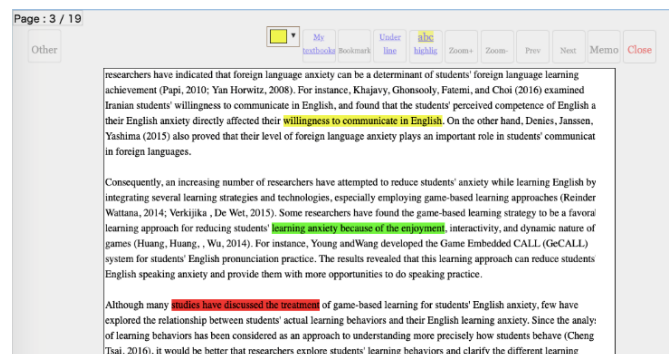 Page : 3 / 19
Other
My textbooks
Bookmark
Under line
abc highlig
Zoom+
Zoom-
Prev
Next
Memo
Close
researchers have indicated that foreign language anxiety can be a determinant of students' foreign language learning
achievement (Papi, 2010; Yan Horwitz, 2008). For instance, Khajavy, Ghonsooly, Fatemi, and Choi (2016) examined
Iranian students' willingness to communicate in English, and found that the students' perceived competence of English a
their English anxiety directly affected their willingness to communicate in English. On the other hand, Denies, Janssen,
Yashima (2015) also proved that their level of foreign language anxiety plays an important role in students' communicat
in foreign languages.
Consequently, an increasing number of researchers have attempted to reduce students' anxiety while learning English by
integrating several learning strategies and technologies, especially employing game-based learning approaches (Reinder
Wattana, 2014; Verkijika , De Wet, 2015). Some researchers have found the game-based learning strategy to be a favoral
learning approach for reducing students' learning anxiety because of the enjoyment, interactivity, and dynamic nature of
games (Huang, Huang, , Wu, 2014). For instance, Young andWang developed the Game Embedded CALL (GeCALL)
system for students' English pronunciation practice. The results revealed that this learning approach can reduce students
English speaking anxiety and provide them with more opportunities to do speaking practice.
Although many studies have discussed the treatment of game-based learning for students' English anxiety, few have
explored the relationship between students' actual learning behaviors and their English learning anxiety. Since the analy
of learning behaviors has been considered as an approach to understanding more precisely how students behave (Cheng
Tsai, 2016), it would be better that researchers explore students' learning behaviors and clarify the different learning